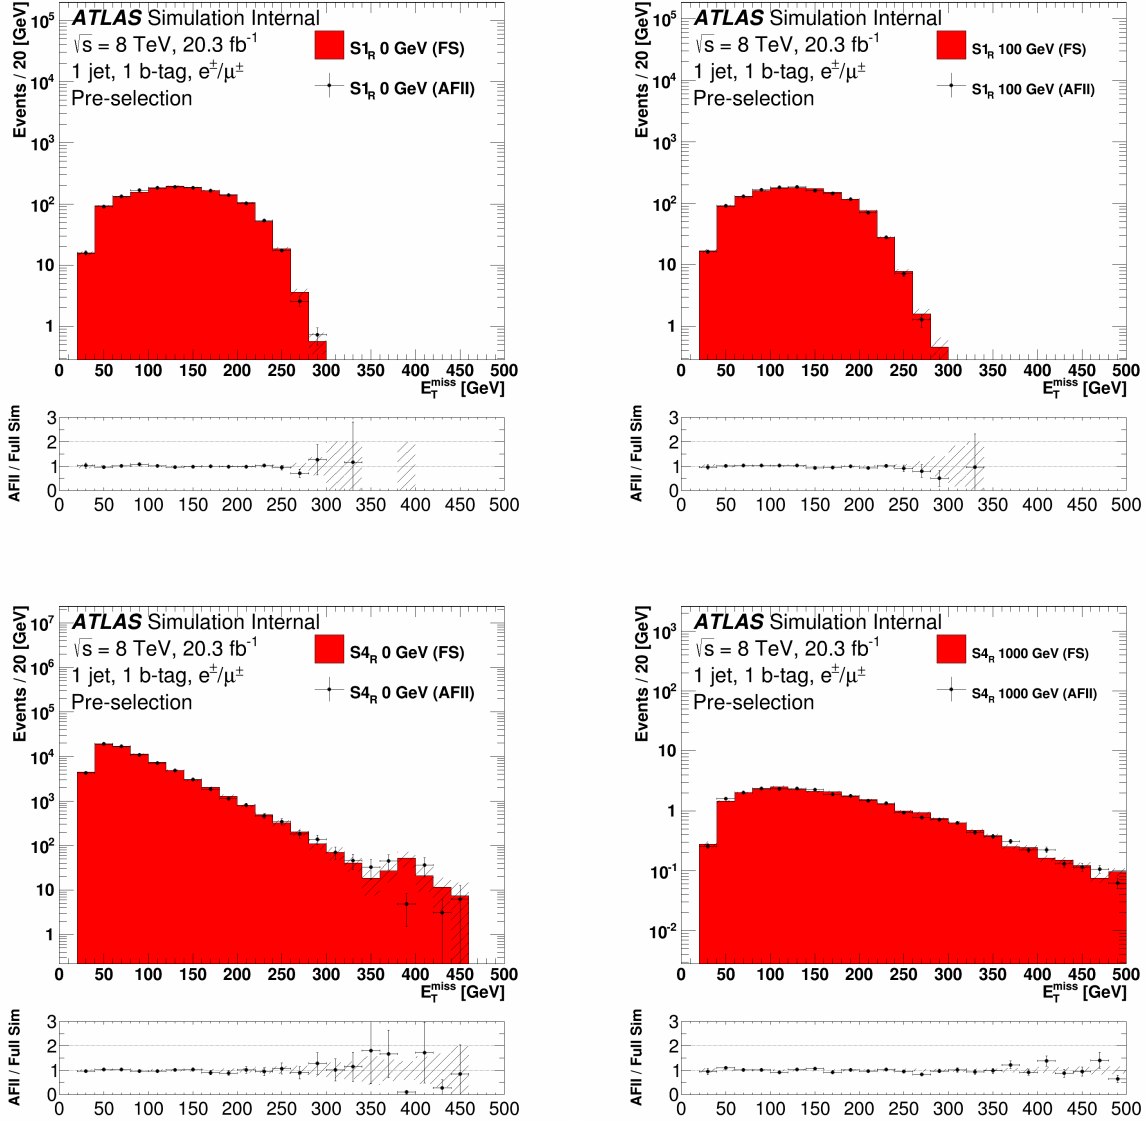 ATLAS Simulation Internal
√s = 8 TeV, 20.3 fb⁻¹
1 jet, 1 b-tag, e±/μ±
Pre-selection
S1R 0 GeV (FS)
S1R 0 GeV (AFII)
Events / 20 [GeV]
10⁵
10⁴
10³
10²
10
1
0 50 100 150 200 250 300 350 400 450 500
ETmiss [GeV]
AFII / Full Sim
3
2
1
0
0 50 100 150 200 250 300 350 400 450 500
ATLAS Simulation Internal
√s = 8 TeV, 20.3 fb⁻¹
1 jet, 1 b-tag, e±/μ±
Pre-selection
S1R 100 GeV (FS)
S1R 100 GeV (AFII)
Events / 20 [GeV]
10⁵
10⁴
10³
10²
10
1
0 50 100 150 200 250 300 350 400 450 500
ETmiss [GeV]
AFII / Full Sim
3
2
1
0
0 50 100 150 200 250 300 350 400 450 500
ATLAS Simulation Internal
√s = 8 TeV, 20.3 fb⁻¹
1 jet, 1 b-tag, e±/μ±
Pre-selection
S4R 0 GeV (FS)
S4R 0 GeV (AFII)
Events / 20 [GeV]
10⁷
10⁶
10⁵
10⁴
10³
10²
10
1
0 50 100 150 200 250 300 350 400 450 500
ETmiss [GeV]
AFII / Full Sim
3
2
1
0
0 50 100 150 200 250 300 350 400 450 500
ATLAS Simulation Internal
√s = 8 TeV, 20.3 fb⁻¹
1 jet, 1 b-tag, e±/μ±
Pre-selection
S4R 1000 GeV (FS)
S4R 1000 GeV (AFII)
Events / 20 [GeV]
10³
10²
10
1
10⁻¹
10⁻²
0 50 100 150 200 250 300 350 400 450 500
ETmiss [GeV]
AFII / Full Sim
3
2
1
0
0 50 100 150 200 250 300 350 400 450 500